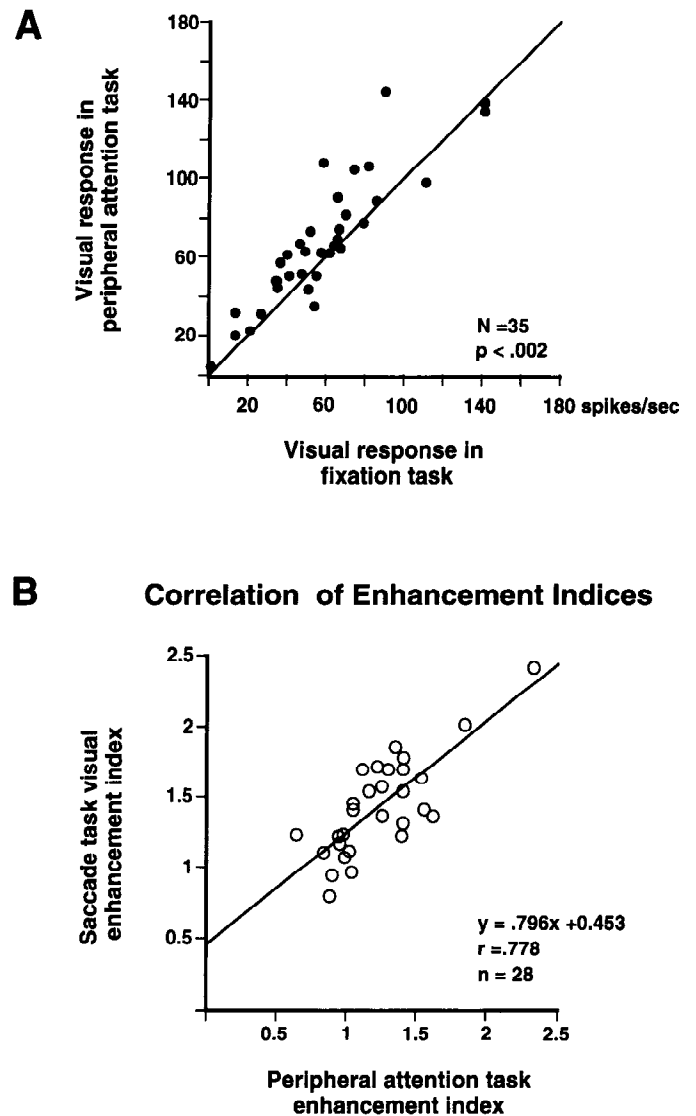 A
180
140
100
60
20
Visual response in
peripheral attention task
N =35
p < .002
20 60 100 140 180 spikes/sec
Visual response in
fixation task
B Correlation of Enhancement Indices
2.5
2
1.5
1
0.5
Saccade task visual
enhancement index
y = .796x +0.453
r =.778
n = 28
0.5 1 1.5 2 2.5
Peripheral attention task
enhancement index